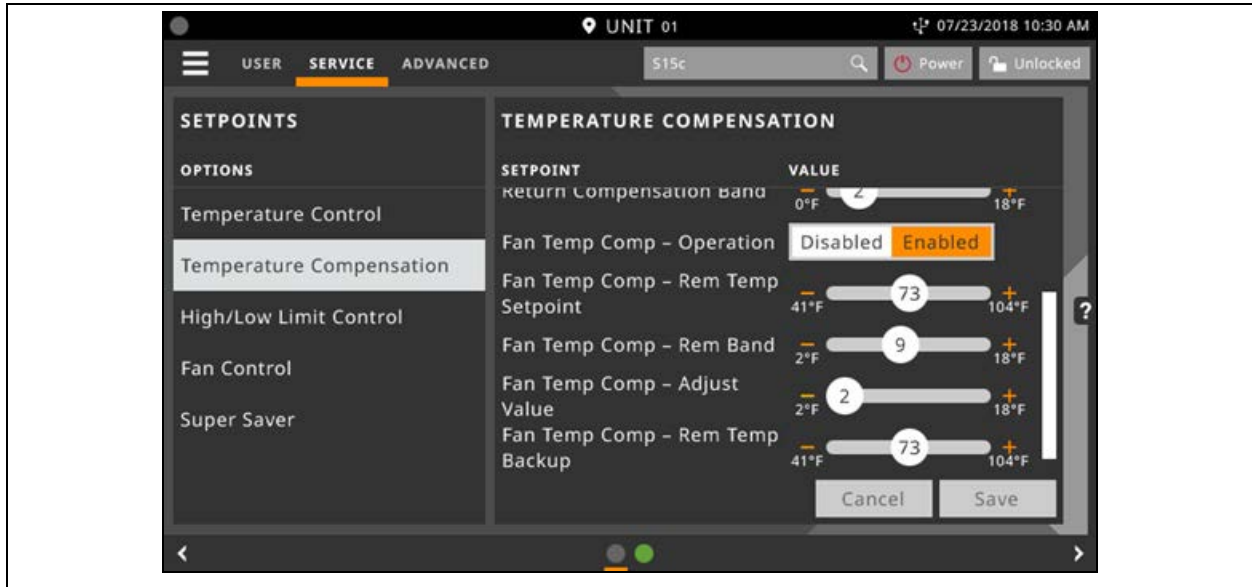 UNIT 01
07/23/2018 10:30 AM
USER SERVICE ADVANCED
S15c
Power
Unlocked
SETPOINTS
OPTIONS
Temperature Control
Temperature Compensation
High/Low Limit Control
Fan Control
Super Saver
TEMPERATURE COMPENSATION
SETPOINT VALUE
Return Compensation Band
– 2 +
0°F 18°F
Fan Temp Comp – Operation
Disabled Enabled
Fan Temp Comp – Rem Temp
Setpoint
– 73 +
41°F 104°F
Fan Temp Comp – Rem Band
– 9 +
2°F 18°F
Fan Temp Comp – Adjust
Value
– 2 +
2°F 18°F
Fan Temp Comp – Rem Temp
Backup
– 73 +
41°F 104°F
?
Cancel Save